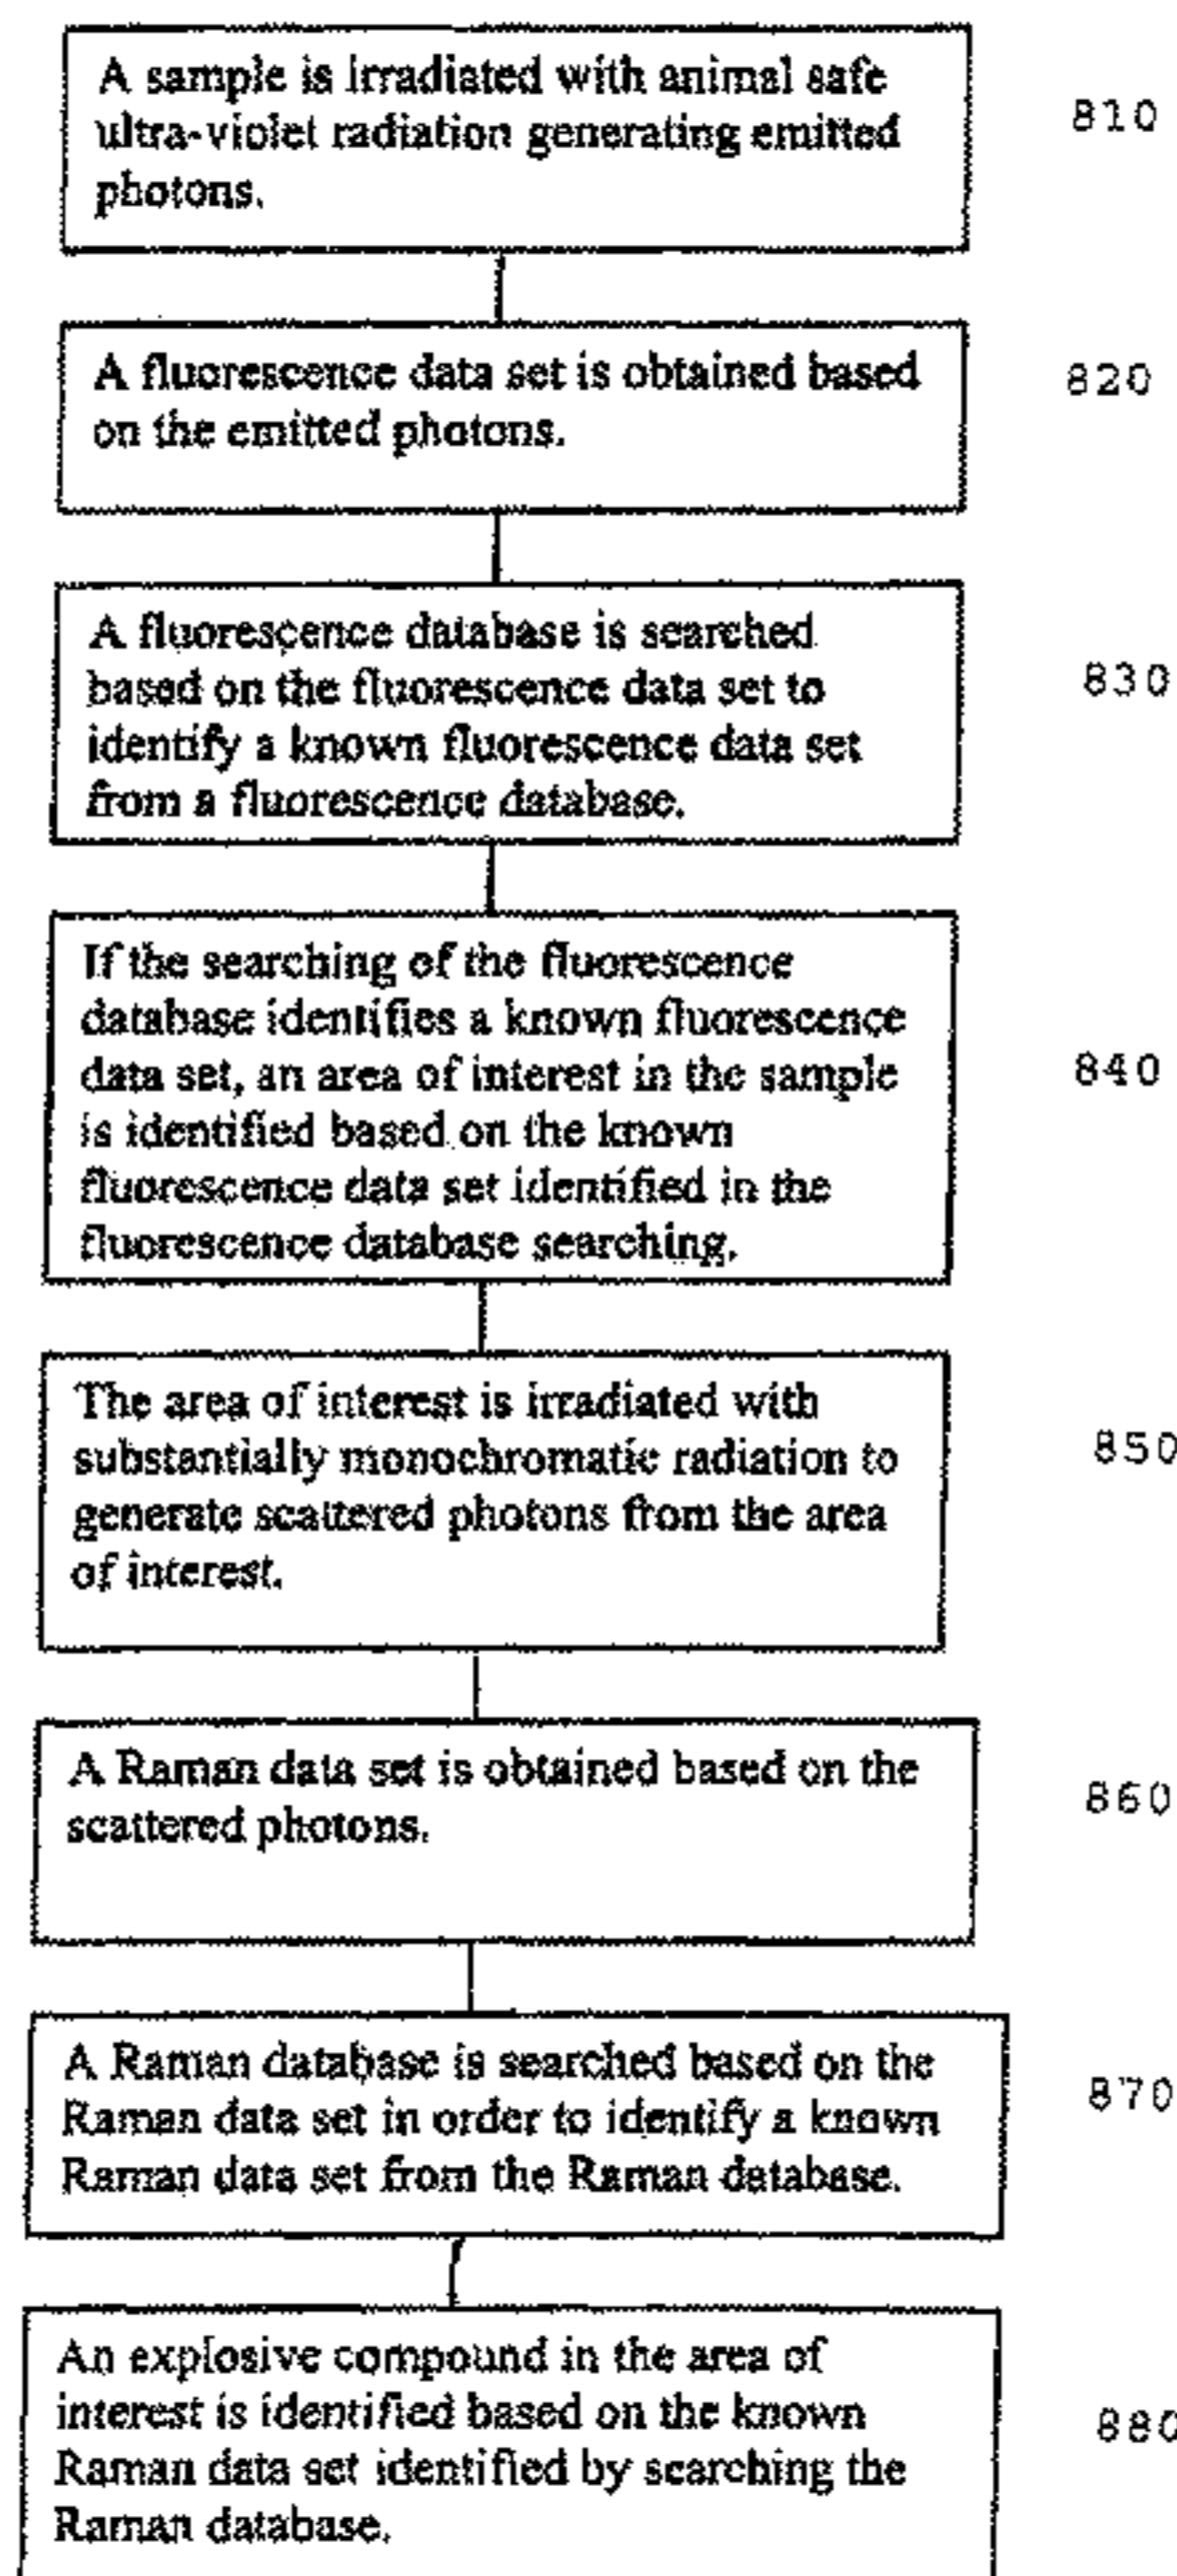 A sample is irradiated with animal safe
ultra-violet radiation generating emitted
photons.
810
A fluorescence data set is obtained based
on the emitted photons.
820
A fluorescence database is searched
based on the fluorescence data set to
identify a known fluorescence data set
from a fluorescence database.
830
If the searching of the fluorescence
database identifies a known fluorescence
data set, an area of interest in the sample
is identified based on the known
fluorescence data set identified in the
fluorescence database searching.
840
The area of interest is irradiated with
substantially monochromatic radiation to
generate scattered photons from the area
of interest.
850
A Raman data set is obtained based on the
scattered photons.
860
A Raman database is searched based on the
Raman data set in order to identify a known
Raman data set from the Raman database.
870
An explosive compound in the area of
interest is identified based on the known
Raman data set identified by searching the
Raman database.
880